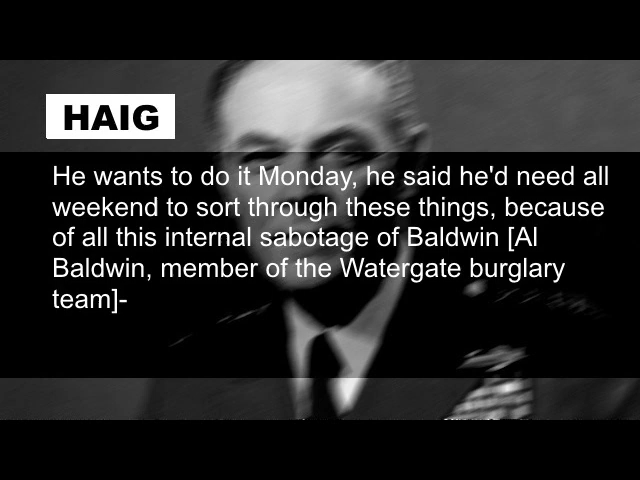 HAIG
He wants to do it Monday, he said he'd need all
weekend to sort through these things, because
of all this internal sabotage of Baldwin [Al
Baldwin, member of the Watergate burglary
team]-